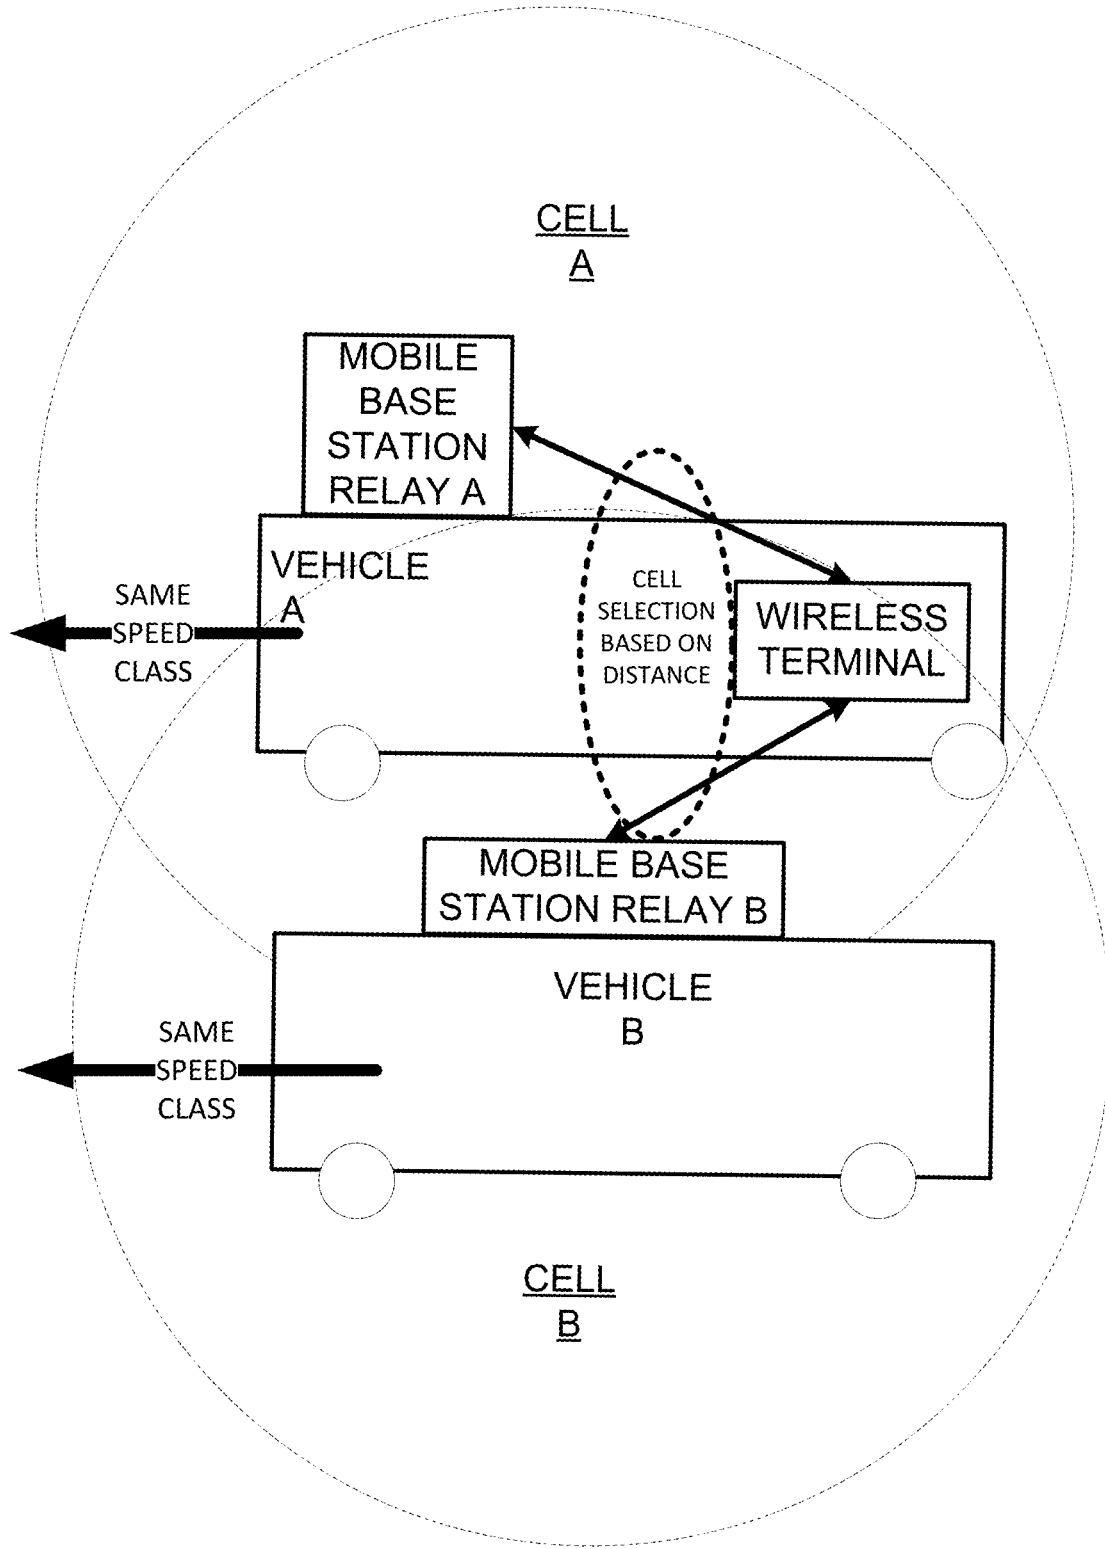 CELL
A
MOBILE
BASE
STATION
RELAY A
VEHICLE
A
SAME
SPEED
CLASS
CELL
SELECTION
BASED ON
DISTANCE
WIRELESS
TERMINAL
MOBILE BASE
STATION RELAY B
VEHICLE
B
SAME
SPEED
CLASS
CELL
B